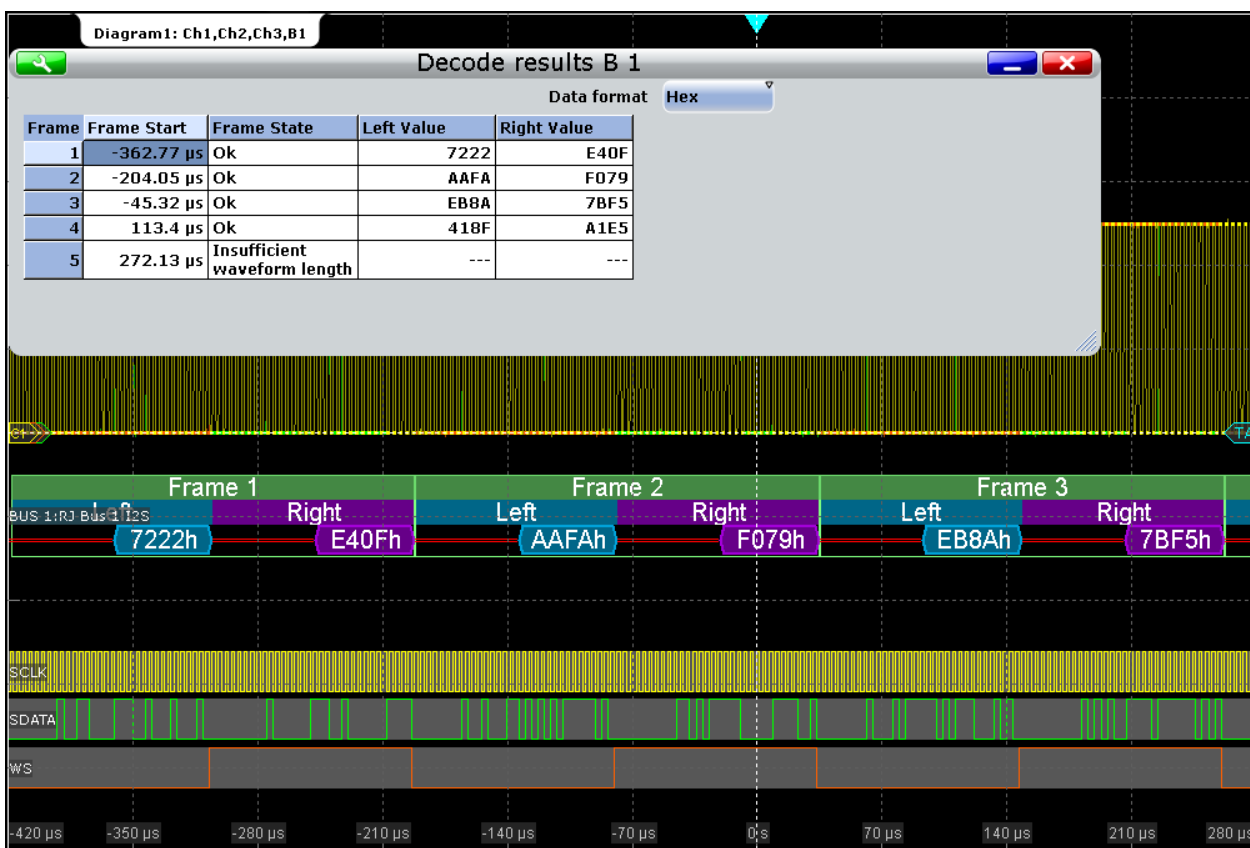 Diagram1: Ch1,Ch2,Ch3,B1
Decode results B 1
Data format Hex
Frame Frame Start Frame State Left Value Right Value
1 -362.77 µs Ok 7222 E40F
2 -204.05 µs Ok AAFA F079
3 -45.32 µs Ok EB8A 7BF5
4 113.4 µs Ok 418F A1E5
5 272.13 µs Insufficient waveform length --- ---
C1
TA
Frame 1 Frame 2 Frame 3
Left Right Left Right Left Right
BUS 1:RJ Bus 1 I2S
7222h E40Fh AAFAh F079h EB8Ah 7BF5h
SCLK
SDATA
WS
-420 µs -350 µs -280 µs -210 µs -140 µs -70 µs 0 s 70 µs 140 µs 210 µs 280 µs